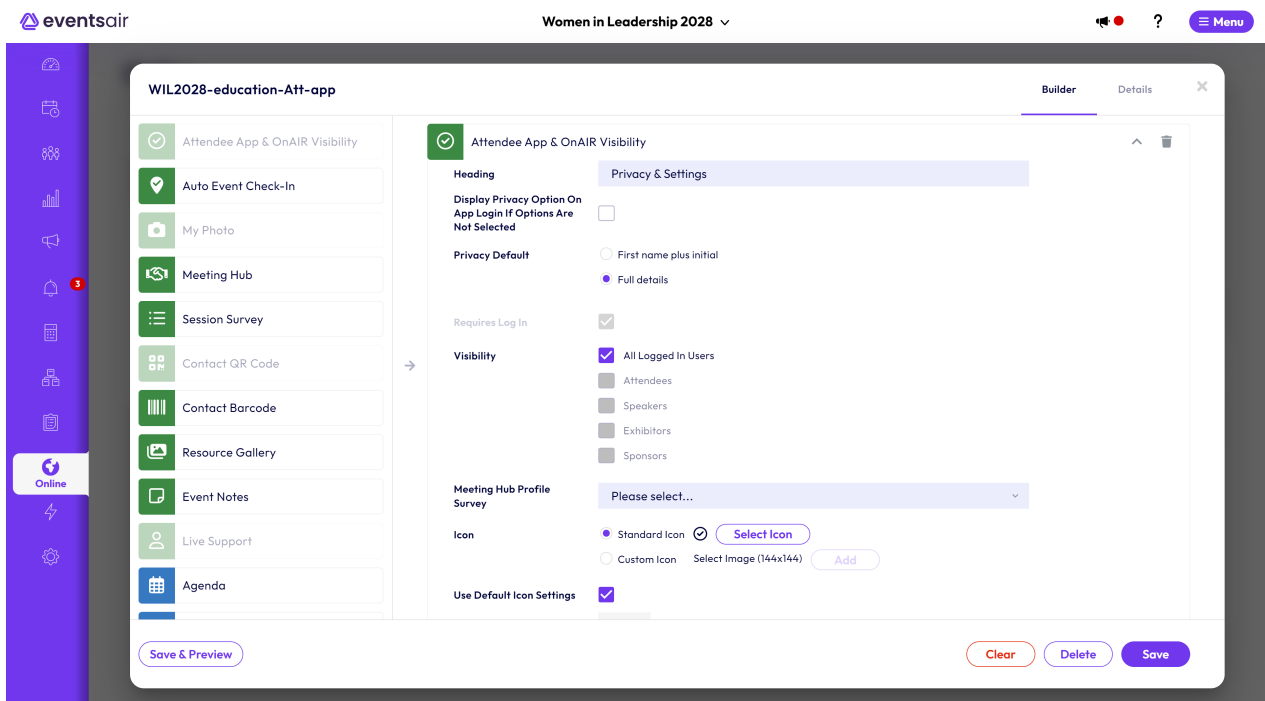 eventsair
Women in Leadership 2028
?
Menu
WIL2028-education-Att-app
Builder
Details
Attendee App & OnAIR Visibility
Auto Event Check-In
My Photo
Meeting Hub
Session Survey
Contact QR Code
Contact Barcode
Resource Gallery
Event Notes
Live Support
Agenda
3
Online
Attendee App & OnAIR Visibility
Heading
Privacy & Settings
Display Privacy Option On
App Login If Options Are
Not Selected
Privacy Default
First name plus initial
Full details
Requires Log In
Visibility
All Logged In Users
Attendees
Speakers
Exhibitors
Sponsors
Meeting Hub Profile
Survey
Please select...
Icon
Standard Icon
Select Icon
Custom Icon
Select Image (144x144)
Add
Use Default Icon Settings
Save & Preview
Clear
Delete
Save